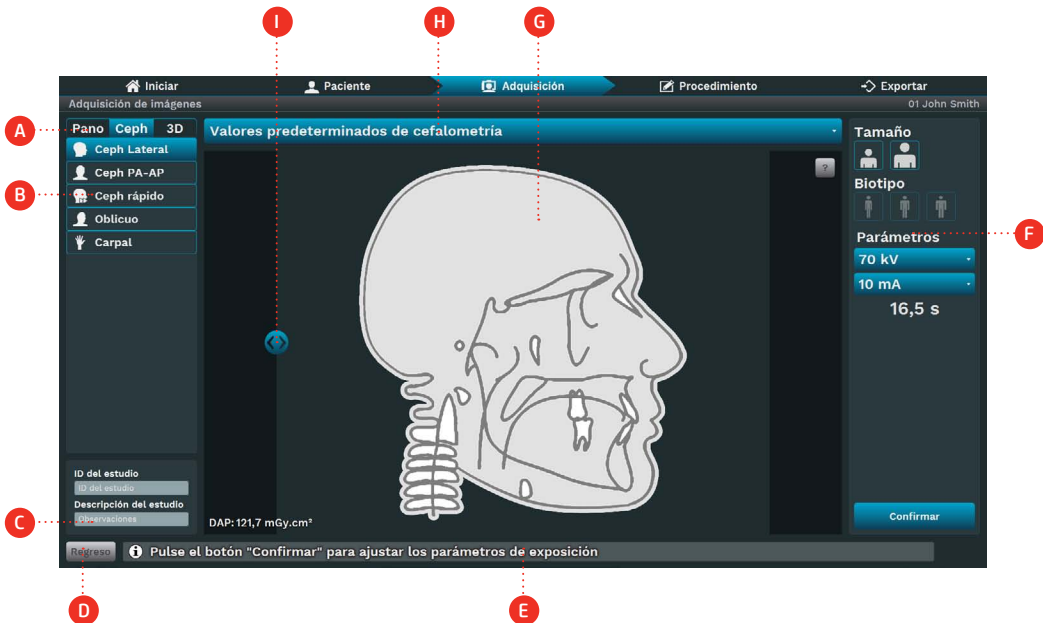 I
H
G
Iniciar
Paciente
Adquisición
Procedimiento
Exportar
Adquisición de imágenes
01 John Smith
A
Pano
Ceph
3D
Valores predeterminados de cefalometría
Tamaño
Ceph Lateral
?
Ceph PA-AP
B
Ceph rápido
Biotipo
Oblicuo
Carpal
F
Parámetros
70 kV
10 mA
16,5 s
ID del estudio
ID del estudio
Descripción del estudio
C
Observaciones
DAP: 121,7 mGy.cm²
Confirmar
Regreso
Pulse el botón "Confirmar" para ajustar los parámetros de exposición
D
E